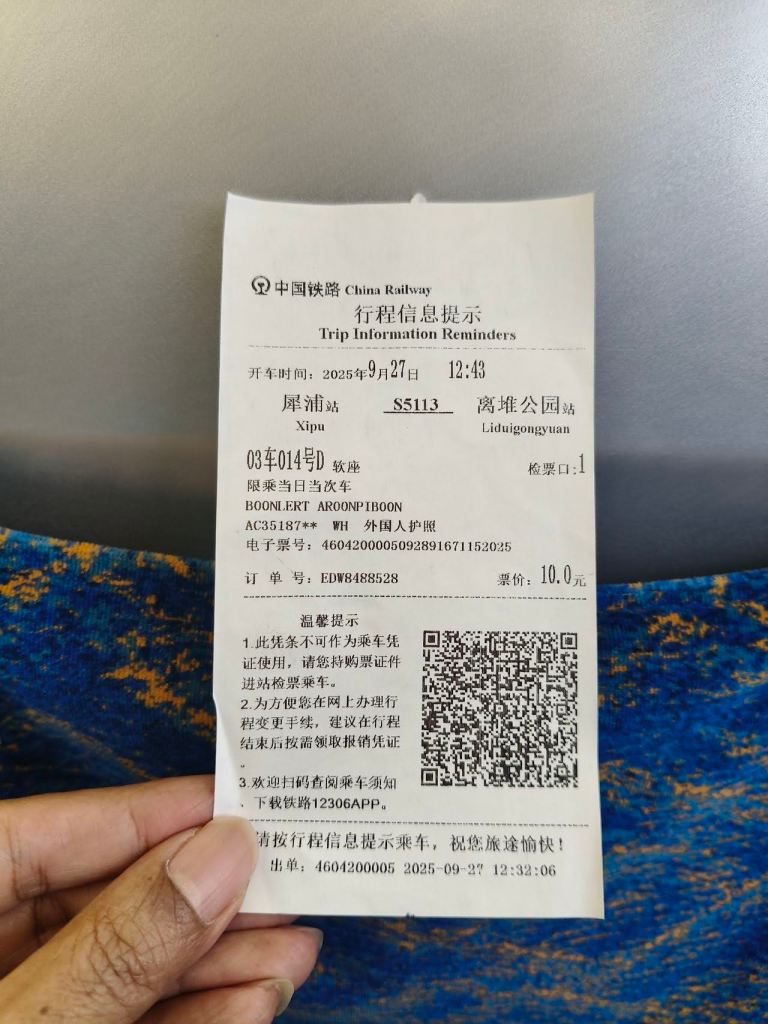 中国铁路 China Railway
行程信息提示
Trip Information Reminders
开车时间：2025年9月27日 12:43
犀浦站 S5113 离堆公园站
Xipu Liduigongyuan
03车014号D 软座 检票口:1
限乘当日当次车
BOONLERT AROONPIBOON
AC35187** WH 外国人护照
电子票号：4604200005092891671152025
订 单 号：EDW8488528 票价：10.0元
温馨提示
1.此凭条不可作为乘车凭
证使用，请您持购票证件
进站检票乘车。
2.为方便您在网上办理行
程变更手续，建议在行程
结束后按需领取报销凭证
。
3.欢迎扫码查阅乘车须知
、下载铁路12306APP。
请按行程信息提示乘车，祝您旅途愉快！
出单：4604200005 2025-09-27 12:32:06